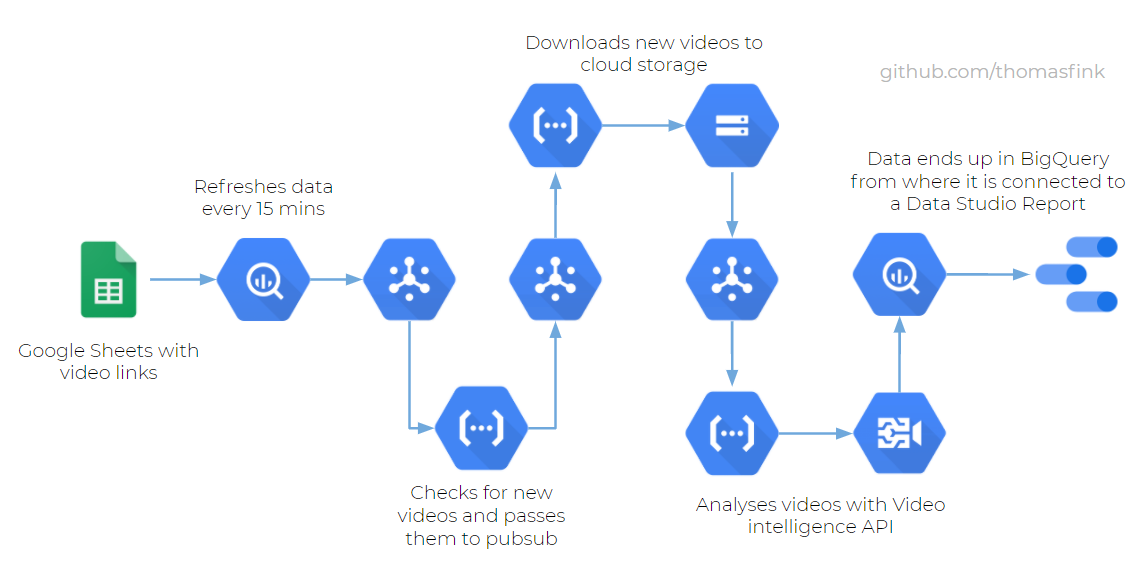 Downloads new videos to
cloud storage
github.com/thomasfink
Data ends up in BigQuery
from where it is connected to
a Data Studio Report
Refreshes data
every 15 mins
Google Sheets with
video links
Checks for new
videos and passes
them to pubsub
Analyses videos with Video
intelligence API